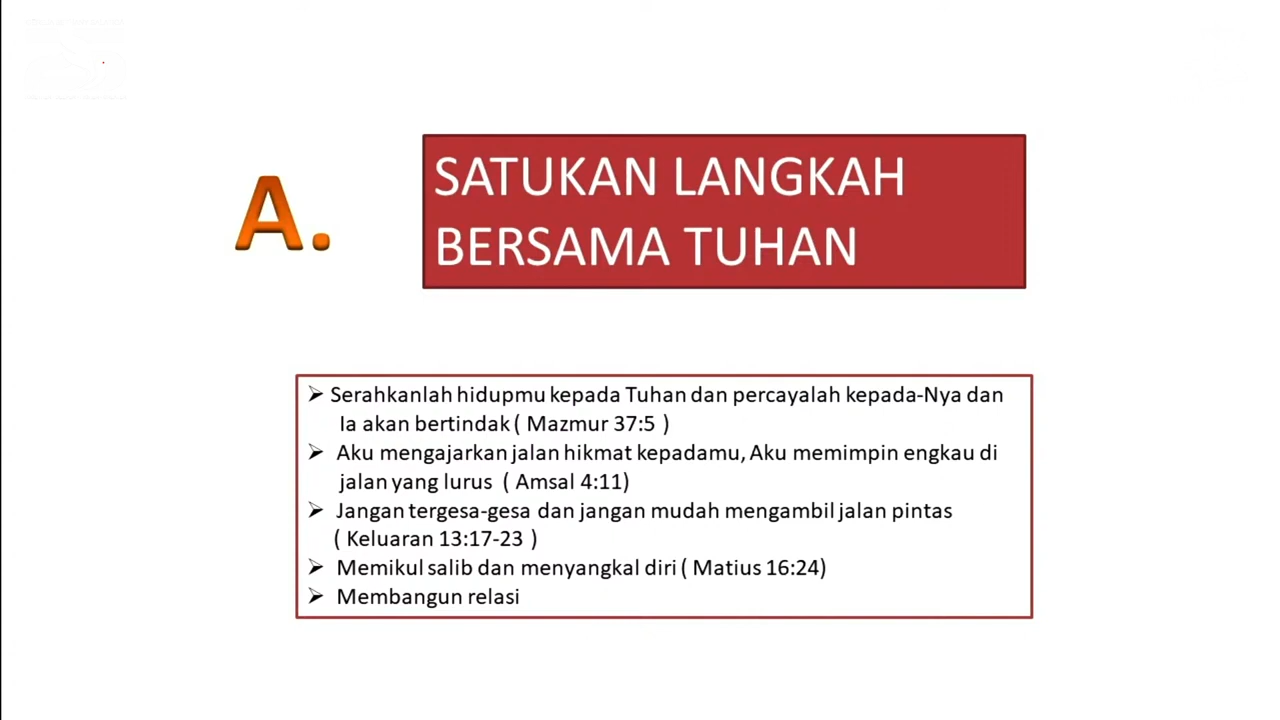 A.
SATUKAN LANGKAH
BERSAMA TUHAN
➢ Serahkanlah hidupmu kepada Tuhan dan percayalah kepada-Nya dan
Ia akan bertindak ( Mazmur 37:5 )
➢ Aku mengajarkan jalan hikmat kepadamu, Aku memimpin engkau di
jalan yang lurus ( Amsal 4:11)
➢ Jangan tergesa-gesa dan jangan mudah mengambil jalan pintas
( Keluaran 13:17-23 )
➢ Memikul salib dan menyangkal diri ( Matius 16:24)
➢ Membangun relasi